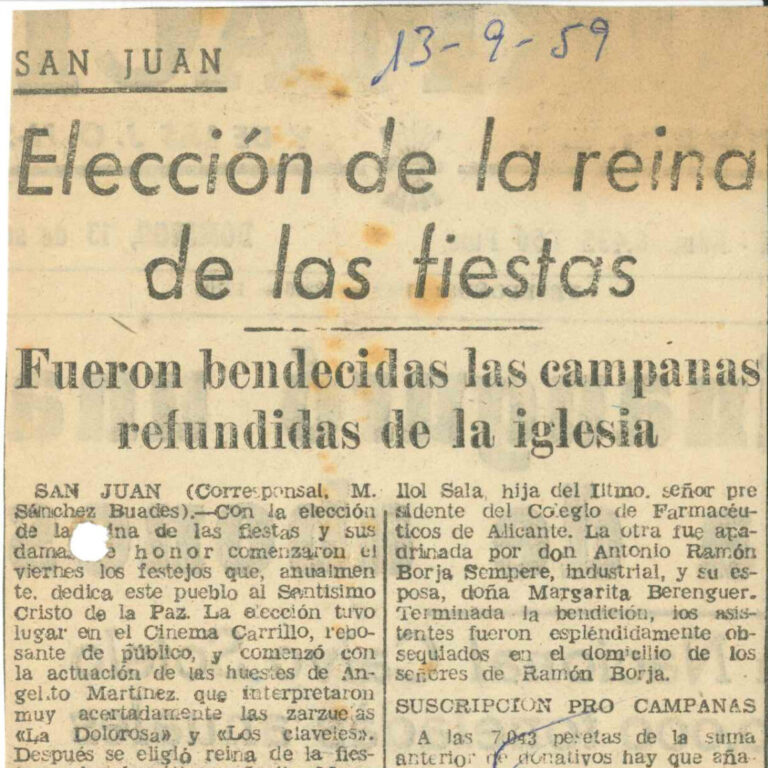 SAN JUAN
13-9-59
Elección de la reina
de las fiestas
Fueron bendecidas las campanas
refundidas de la iglesia
SAN JUAN (Corresponsal, M.
Sánchez Buades).—Con la elección
de la ina de las fiestas y sus
damas e honor comenzaron el
viernes los festejos que, anualmen-
te, dedica este pueblo al Santísimo
Cristo de la Paz. La elección tuvo
lugar en el Cinema Carrillo, rebo-
sante de público, y comenzó con
la actuación de las huestes de An-
gelito Martínez, que interpretaron
muy acertadamente las zarzuelas
«La Dolorosa» y «Los claveles».
Después se eligió reina de la fies-
llol Sala, hija del Iltmo. señor pre
sidente del Colegio de Farmacéu-
ticos de Alicante. La otra fue apa-
drinada por don Antonio Ramón
Borja Sempere, industrial, y su es-
posa, doña Margarita Berenguer.
Terminada la bendición, los asis-
tentes fueron espléndidamente ob-
sequiados en el domicilio de los
señores de Ramón Borja.
SUSCRIPCION PRO CAMPANAS
A las 7.043 pesetas de la suma
anterior de donativos hay que aña-